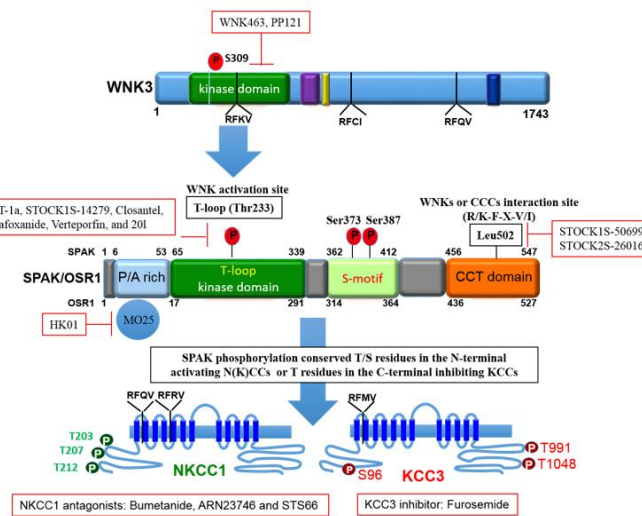 WNK463, PP121
P
S309
WNK3
kinase domain
1
RFKV
RFCI
RFQV
1743
WNK activation site
T-loop (Thr233)
T-1a, STOCK1S-14279, Closantel,
afoxanide, Verteporfin, and 20l
WNKs or CCCs interaction site
(R/K-F-X-V/I)
Leu502
STOCK1S-50699
STOCK2S-26016
Ser373
Ser387
P
P
P
SPAK
1
6
53
65
339
362
412
456
547
SPAK/OSR1
P/A rich
T-loop
kinase domain
S-motif
CCT domain
OSR1
1
17
291
314
364
436
527
HK01
MO25
SPAK phosphorylation conserved T/S residues in the N-terminal
activating N(K)CCs or T residues in the C-terminal inhibiting KCCs
RFQV
RFRV
RFMV
T203
P
T207
P
T212
P
NKCC1
P
S96
KCC3
P
T991
P
T1048
NKCC1 antagonists: Bumetanide, ARN23746 and STS66
KCC3 inhibitor: Furosemide